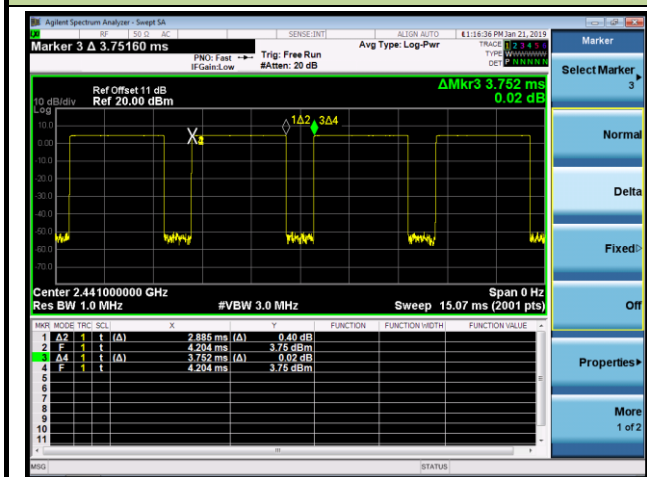 Agilent Spectrum Analyzer - Swept SA
RF 50 Ω AC SENSE:INT ALIGN AUTO 11:16:36 PM Jan 21, 2019
Marker 3 Δ 3.75160 ms
PNO: Fast
IFGain:Low
Trig: Free Run
#Atten: 20 dB
Avg Type: Log-Pwr
TRACE 1 2 3 4 5 6
TYPE WWWWWW
DET P N N N N N
Ref Offset 11 dB
10 dB/div Ref 20.00 dBm
Log
ΔMkr3 3.752 ms
0.02 dB
10.0
0.00
-10.0
-20.0
-30.0
-40.0
-50.0
-60.0
-70.0
1Δ2
3Δ4
Center 2.441000000 GHz Span 0 Hz
Res BW 1.0 MHz #VBW 3.0 MHz Sweep 15.07 ms (2001 pts)
MKR MODE TRC SCL X Y FUNCTION FUNCTION WIDTH FUNCTION VALUE
1 Δ2 1 t (Δ) 2.885 ms (Δ) 0.40 dB
2 F 1 t 4.204 ms 3.75 dBm
3 Δ4 1 t (Δ) 3.752 ms (Δ) 0.02 dB
4 F 1 t 4.204 ms 3.75 dBm
5
6
7
8
9
10
11
MSG STATUS
Marker
Select Marker
3
Normal
Delta
Fixed
Off
Properties
More
1 of 2